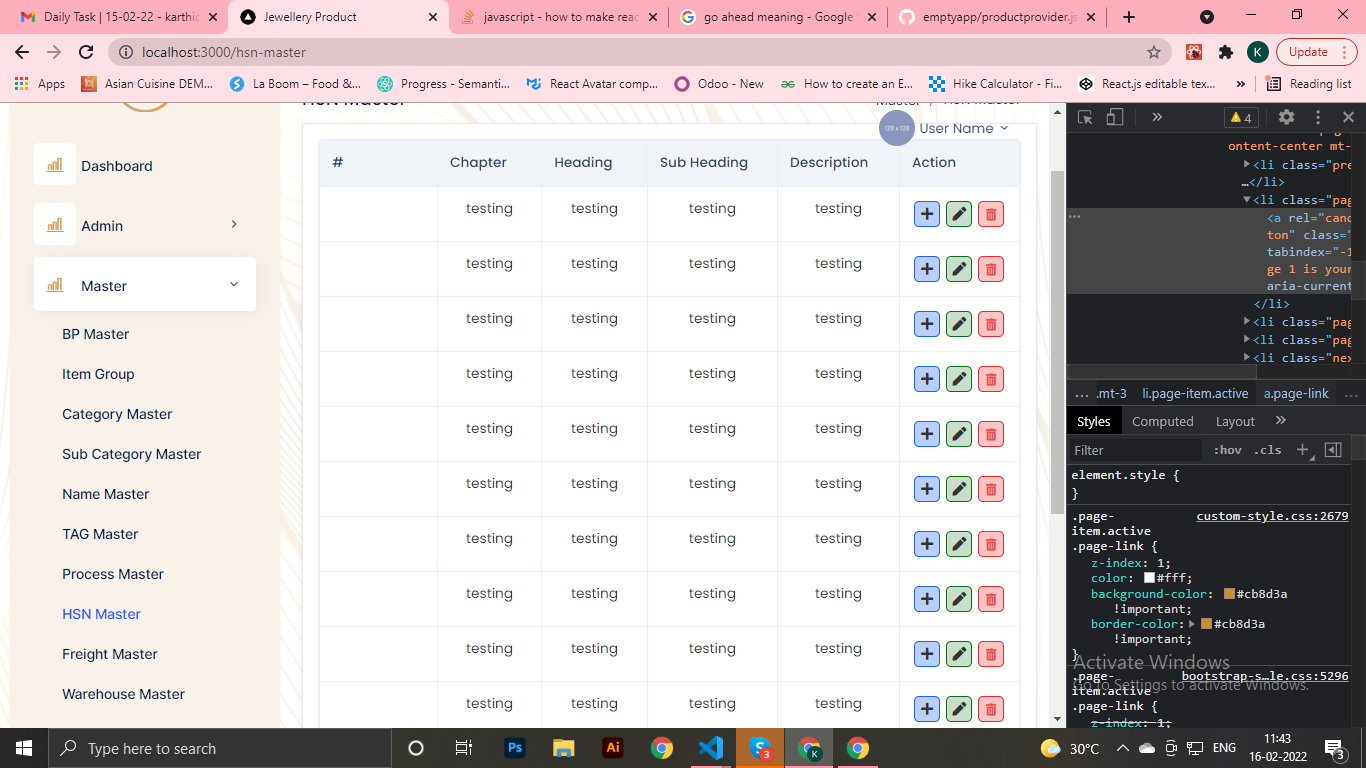 Daily Task | 15-02-22 - karthic
Jewellery Product
javascript - how to make reac
go ahead meaning - Google S
emptyapp/productprovider.js
localhost:3000/hsn-master
K
Update
Apps
Asian Cuisine DEM...
La Boom – Food &...
Progress - Semanti...
React Avatar comp...
Odoo - New
How to create an E...
Hike Calculator - Fi...
React.js editable tex...
»
Reading list
HSN Master
Master / HSN Master
128 x 128
User Name
Dashboard
Admin
Master
BP Master
Item Group
Category Master
Sub Category Master
Name Master
TAG Master
Process Master
HSN Master
Freight Master
Warehouse Master
# Chapter Heading Sub Heading Description Action
testing testing testing testing
testing testing testing testing
testing testing testing testing
testing testing testing testing
testing testing testing testing
testing testing testing testing
testing testing testing testing
testing testing testing testing
testing testing testing testing
testing testing testing testing
» 4
ontent-center mt-
<li class="pre
…</li>
<li class="pag
<a rel="canc
ton" class="
tabindex="-1
ge 1 is your
aria-current
</li>
<li class="pag
<li class="pag
<li class="nex
... .mt-3 li.page-item.active a.page-link ...
Styles Computed Layout »
Filter :hov .cls +
element.style {
}
.page- custom-style.css:2679
item.active
.page-link {
z-index: 1;
color: #fff;
background-color: #cb8d3a
!important;
border-color: #cb8d3a
!important;
}
Activate Windows
Go to Settings to activate Windows.
.page- bootstrap-s…le.css:5296
item.active
.page-link {
z-index: 1;
Type here to search
Ps
Ai
3
K
30°C
ENG
11:43
16-02-2022
3